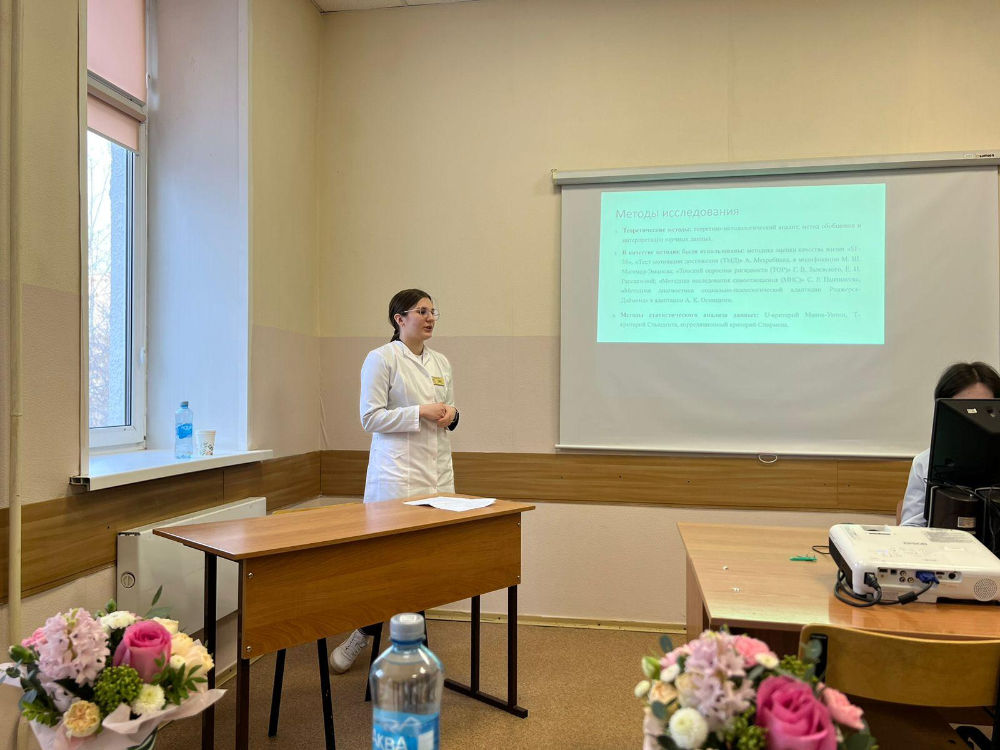 LUMIEN
Методы исследования
1. Теоретические методы: теоретико-методологический анализ; метод обобщения и
интерпретации научных данных.
2. В качестве методик были использованы: методика оценки качества жизни «SF-
36», «Тест мотивации достижения (ТМД)» А. Мехрабиана, в модификации М. Ш.
Магомед-Эминова; «Томский опросник ригидности (ТОР)» Г. В. Залевского, Е. И.
Рассказовой; «Методика исследования самоотношения (МИС)» С. Р. Пантилеева;
«Методика диагностики социально-психологической адаптации Роджерса-
Даймонд» в адаптации А. К. Осницкого.
3. Методы статистического анализа данных: U-критерий Манна-Уитни, Т-
критерий Стьюдента, корреляционный критерий Спирмена.
EPSON
АКВА